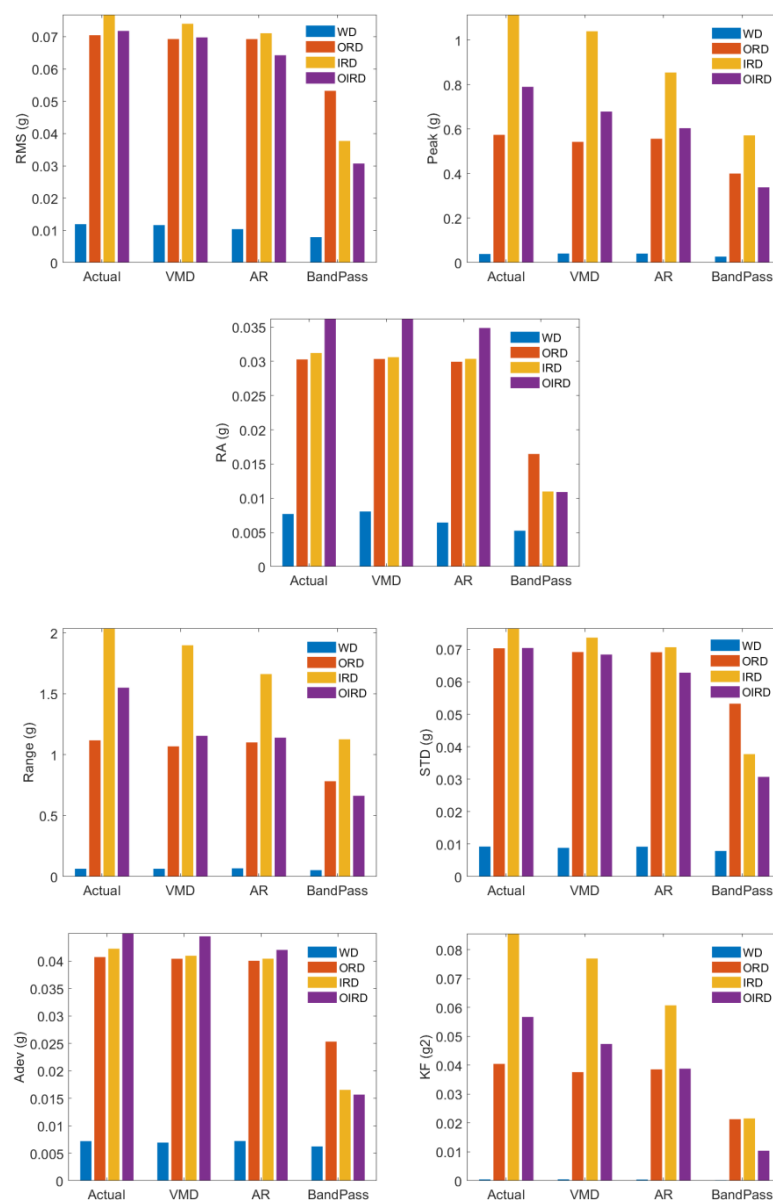 RMS (g)
0.07
0.06
0.05
0.04
0.03
0.02
0.01
0
WD
ORD
IRD
OIRD
Actual VMD AR BandPass
Peak (g)
1
0.8
0.6
0.4
0.2
0
WD
ORD
IRD
OIRD
Actual VMD AR BandPass
RA (g)
0.035
0.03
0.025
0.02
0.015
0.01
0.005
0
WD
ORD
IRD
OIRD
Actual VMD AR BandPass
Range (g)
2
1.5
1
0.5
0
WD
ORD
IRD
OIRD
Actual VMD AR BandPass
STD (g)
0.07
0.06
0.05
0.04
0.03
0.02
0.01
0
WD
ORD
IRD
OIRD
Actual VMD AR BandPass
Adev (g)
0.04
0.035
0.03
0.025
0.02
0.015
0.01
0.005
0
WD
ORD
IRD
OIRD
Actual VMD AR BandPass
KF (g2)
0.08
0.07
0.06
0.05
0.04
0.03
0.02
0.01
0
WD
ORD
IRD
OIRD
Actual VMD AR BandPass